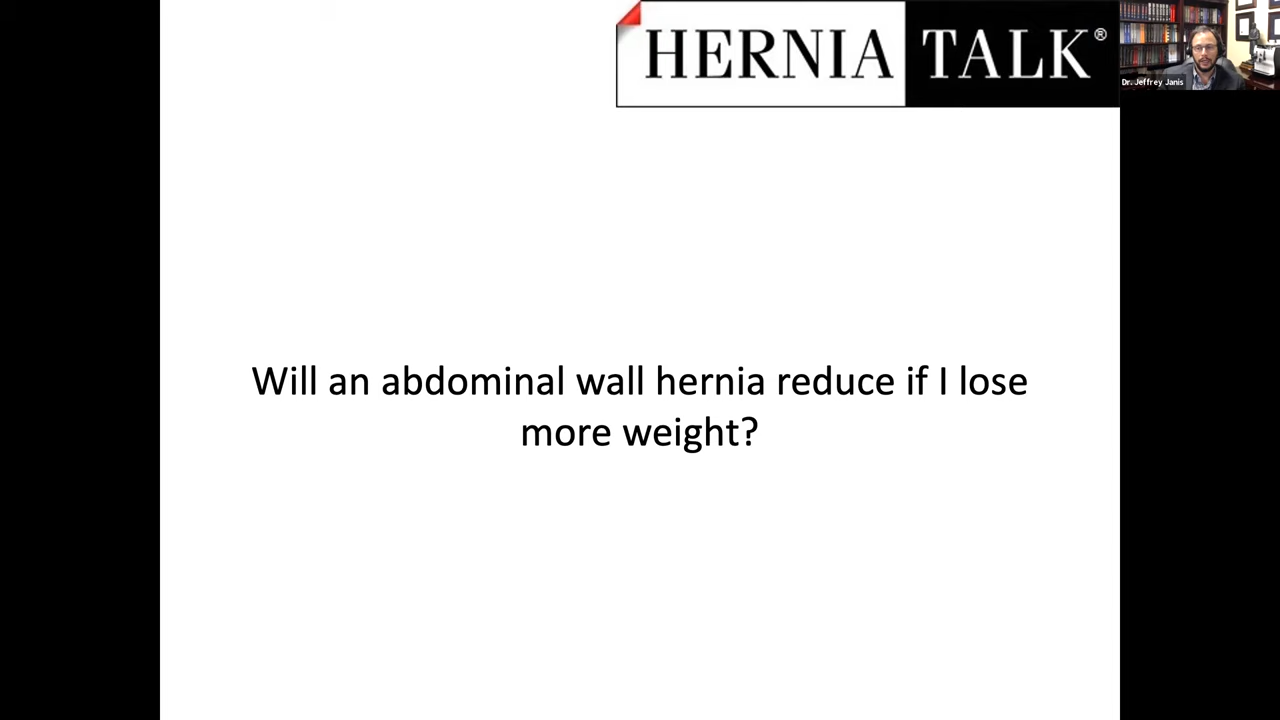 HERNIA TALK®
Dr. Jeffrey Janis
Will an abdominal wall hernia reduce if I lose
more weight?